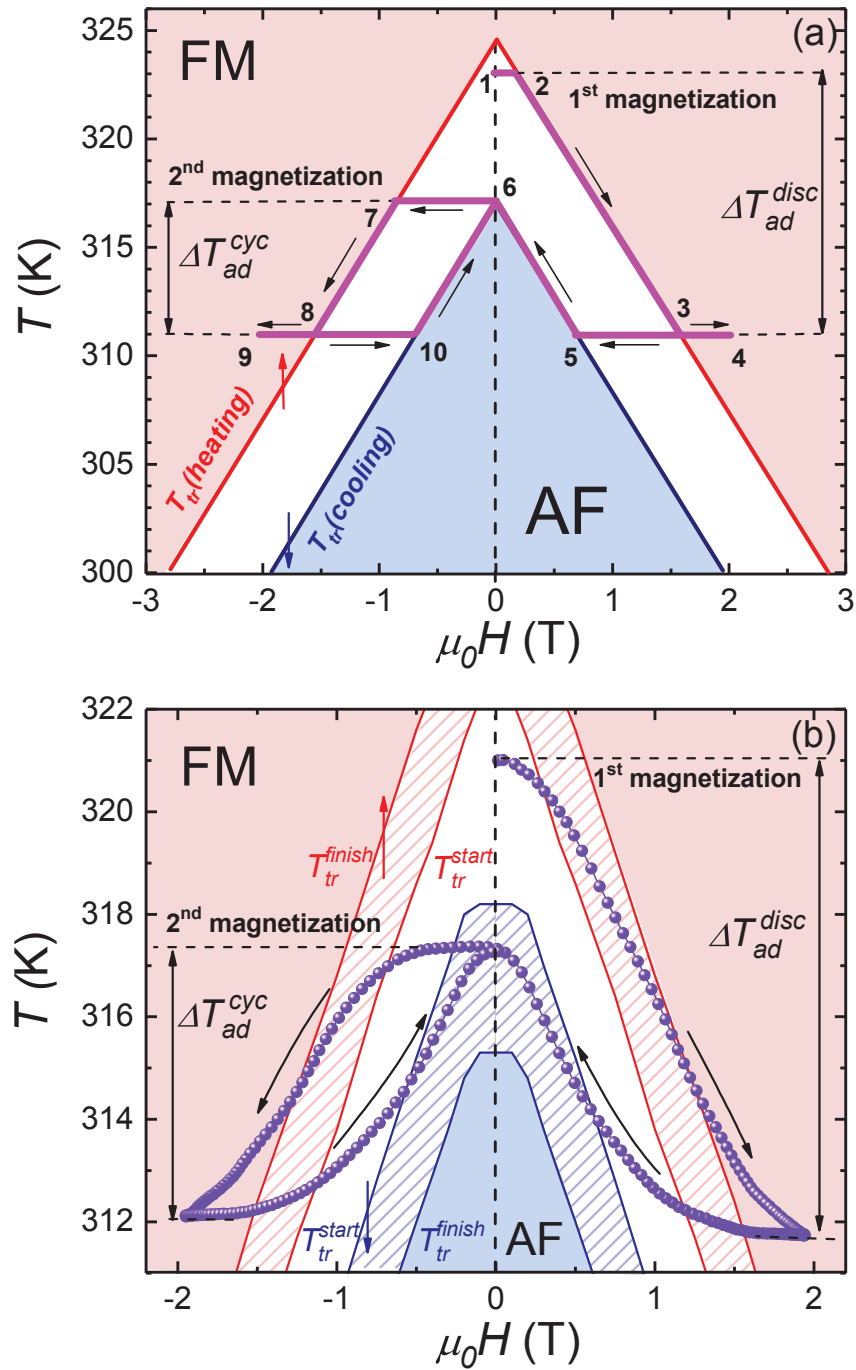 (a)
FM
AF
1
2
1st magnetization
2nd magnetization
6
7
ΔT_ad^cyc
ΔT_ad^disc
8
3
9
10
5
4
T_tr(heating)
T_tr(cooling)
325
320
315
310
305
300
T (K)
-3 -2 -1 0 1 2 3
μ0H (T)
(b)
FM
AF
1st magnetization
T_tr^finish
T_tr^start
2nd magnetization
ΔT_ad^cyc
ΔT_ad^disc
T_tr^start
T_tr^finish
322
320
318
316
314
312
T (K)
-2 -1 0 1 2
μ0H (T)